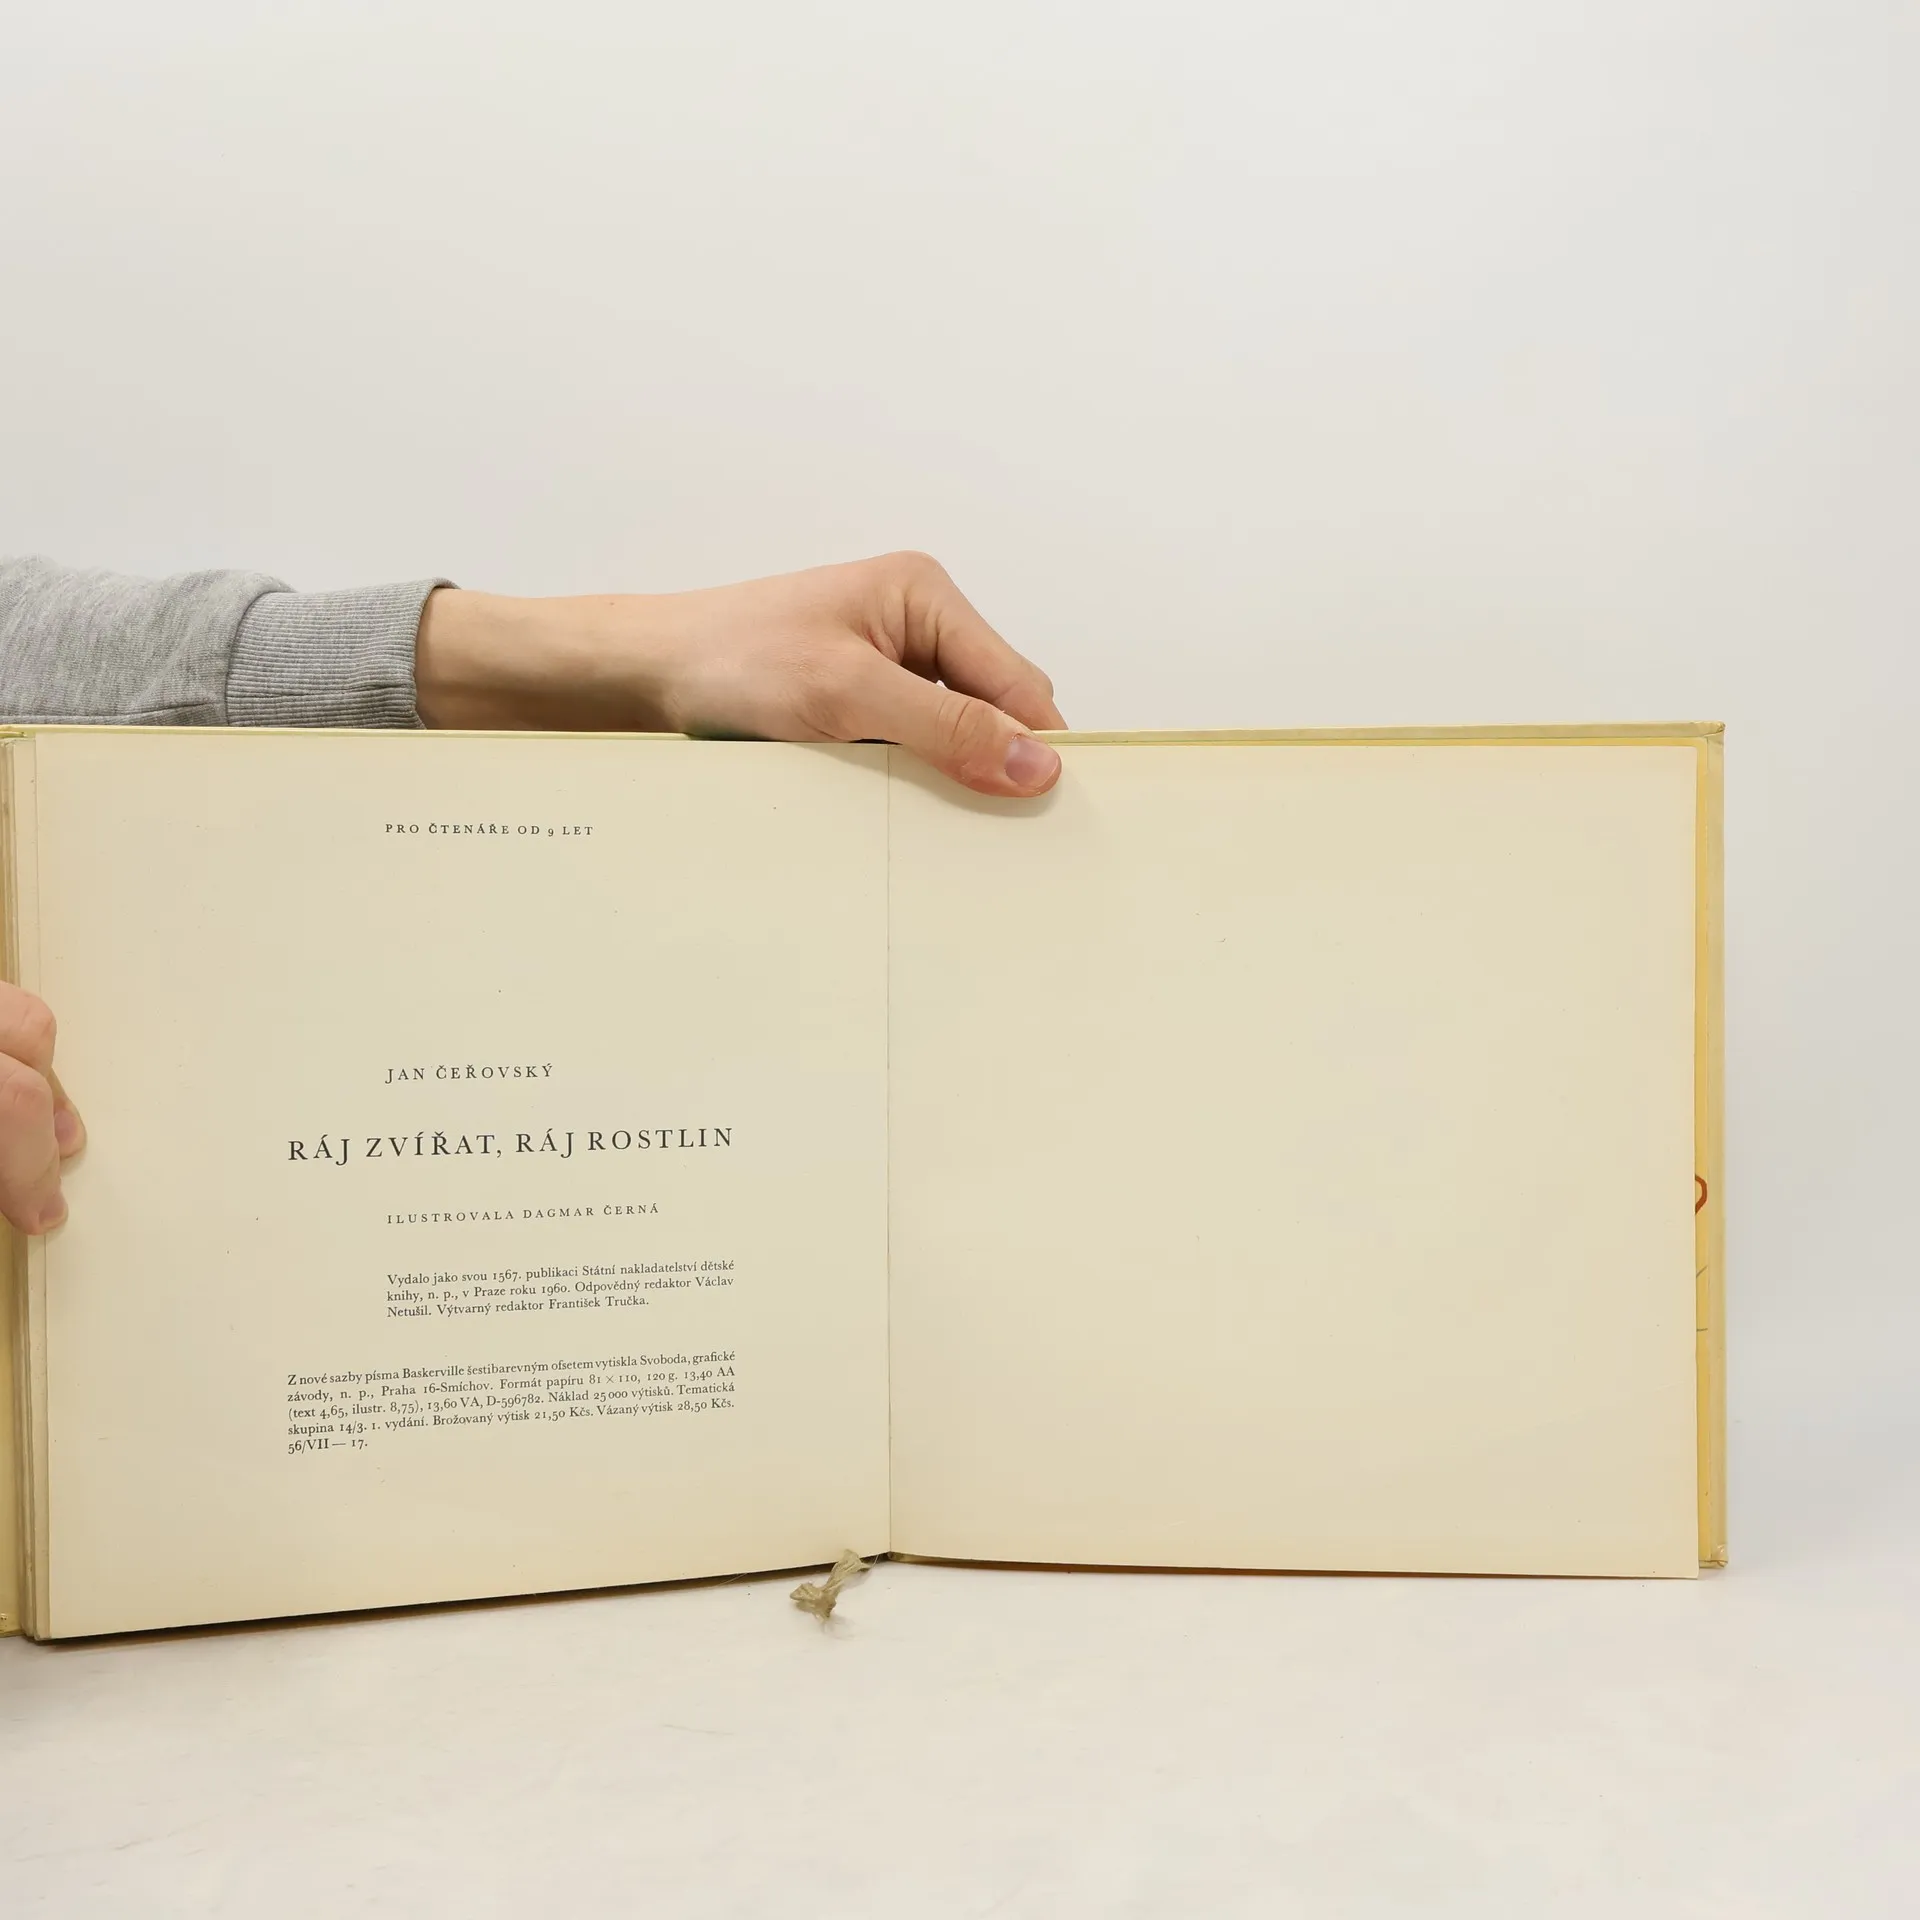 PRO ČTENÁŘE OD 9 LET
JAN ČEŘOVSKÝ
RÁJ ZVÍŘAT, RÁJ ROSTLIN
ILUSTROVALA DAGMAR ČERNÁ
Vydalo jako svou 1567. publikaci Státní nakladatelství dětské
knihy, n. p., v Praze roku 1960. Odpovědný redaktor Václav
Netušil. Výtvarný redaktor František Tručka.
Z nové sazby písma Baskerville šestibarevným ofsetem vytiskla Svoboda, grafické
závody, n. p., Praha 16-Smíchov. Formát papíru 81 × 110, 120 g. 13,40 AA
(text 4,65, ilustr. 8,75), 13,60 VA, D-596782. Náklad 25 000 výtisků. Tematická
skupina 14/3. 1. vydání. Brožovaný výtisk 21,50 Kčs. Vázaný výtisk 28,50 Kčs.
56/VII — 17.